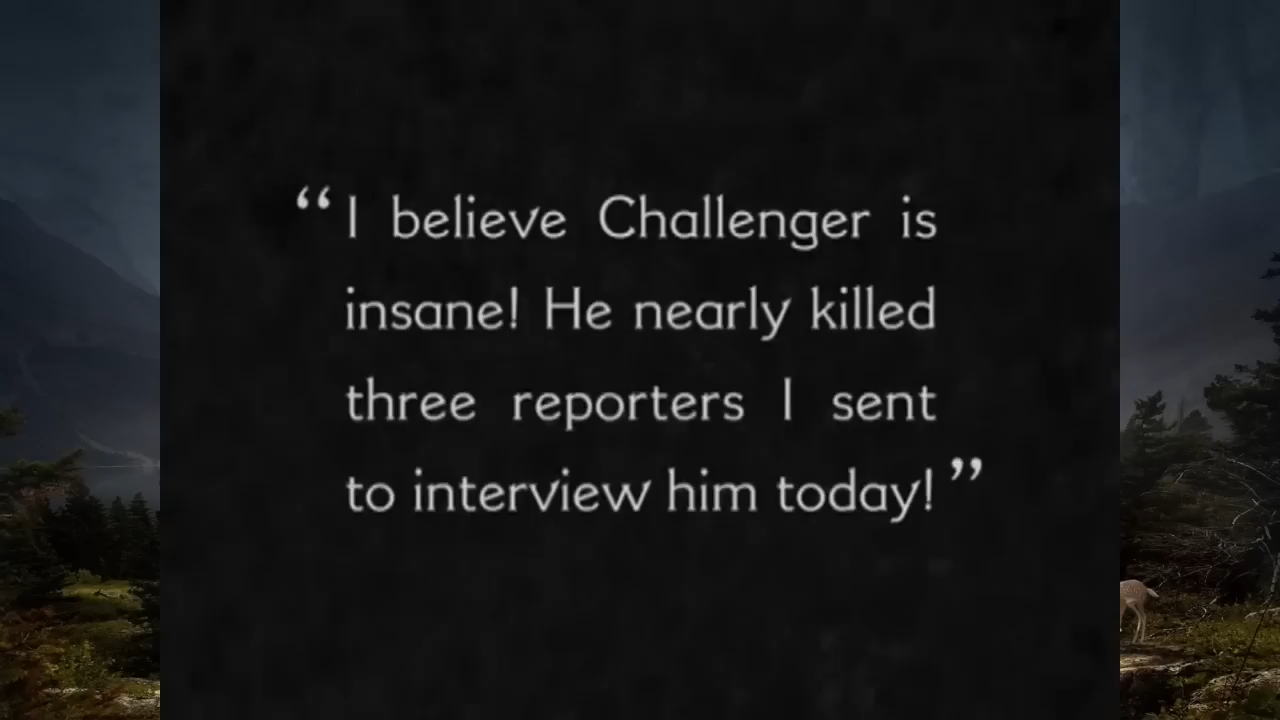 “I believe Challenger is
insane! He nearly killed
three reporters I sent
to interview him today!”